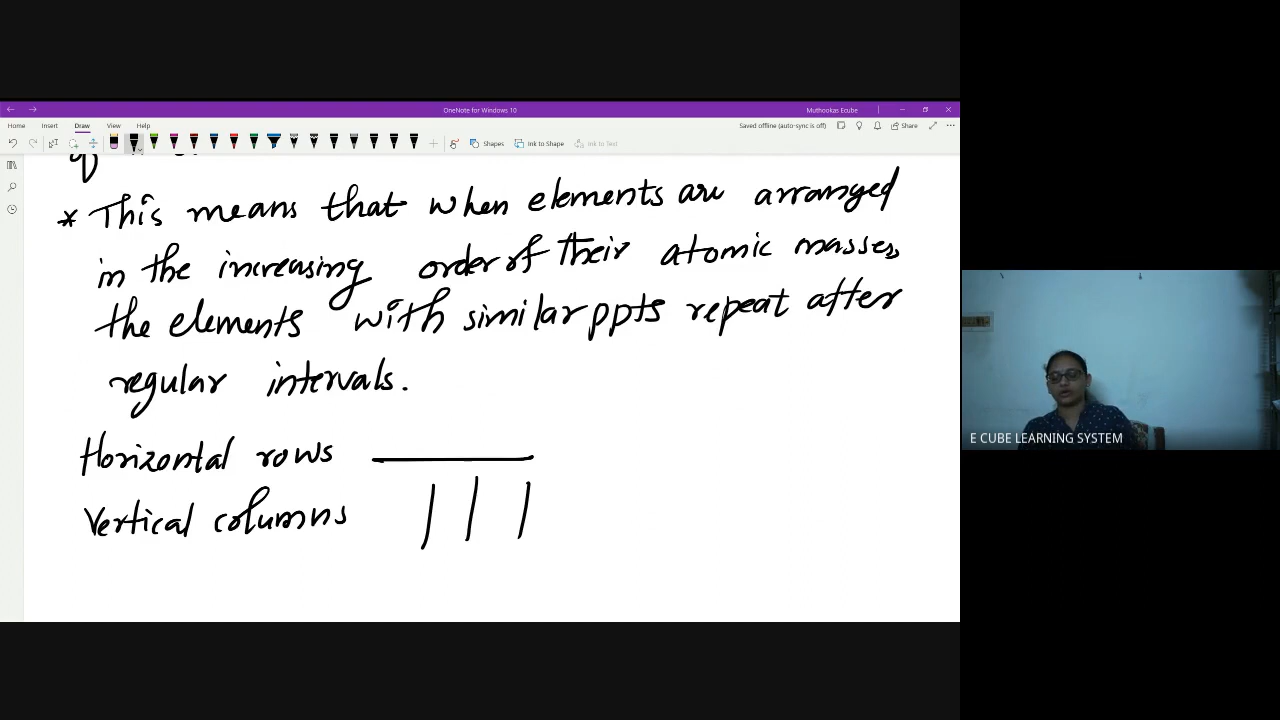 OneNote for Windows 10
Muthookas Ecube
Home Insert Draw View Help
Saved offline (auto-sync is off) Share
Shapes Ink to Shape Ink to Text
* This means that when elements are arranged
in the increasing order of their atomic masses
the elements with similar ppts repeat after
regular intervals.
Horizontal rows
Vertical columns
E CUBE LEARNING SYSTEM